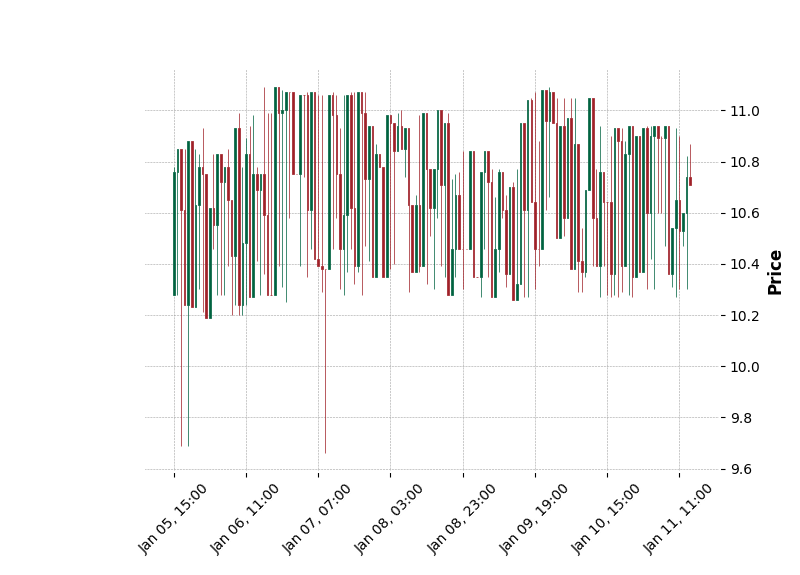 11.0
10.8
10.6
10.4
10.2
10.0
9.8
9.6
Price
Jan 05, 15:00
Jan 06, 11:00
Jan 07, 07:00
Jan 08, 03:00
Jan 08, 23:00
Jan 09, 19:00
Jan 10, 15:00
Jan 11, 11:00